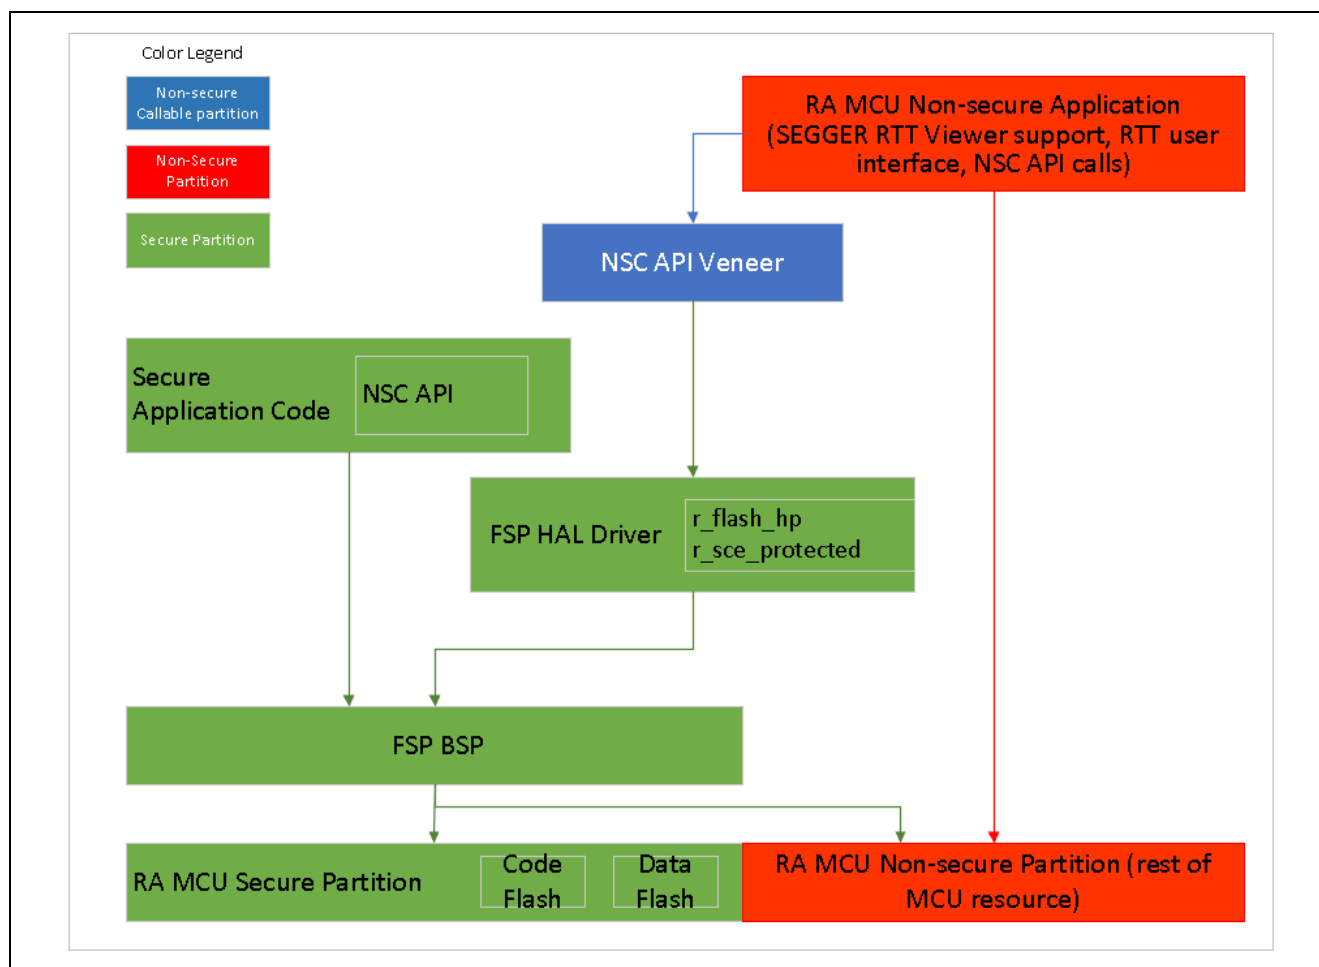 Color Legend
Non-secure
Callable partition
Non-Secure
Partition
Secure Partition
RA MCU Non-secure Application
(SEGGER RTT Viewer support, RTT user
interface, NSC API calls)
NSC API Veneer
Secure
Application Code
NSC API
FSP HAL Driver
r_flash_hp
r_sce_protected
FSP BSP
RA MCU Secure Partition
Code
Flash
Data
Flash
RA MCU Non-secure Partition (rest of
MCU resource)